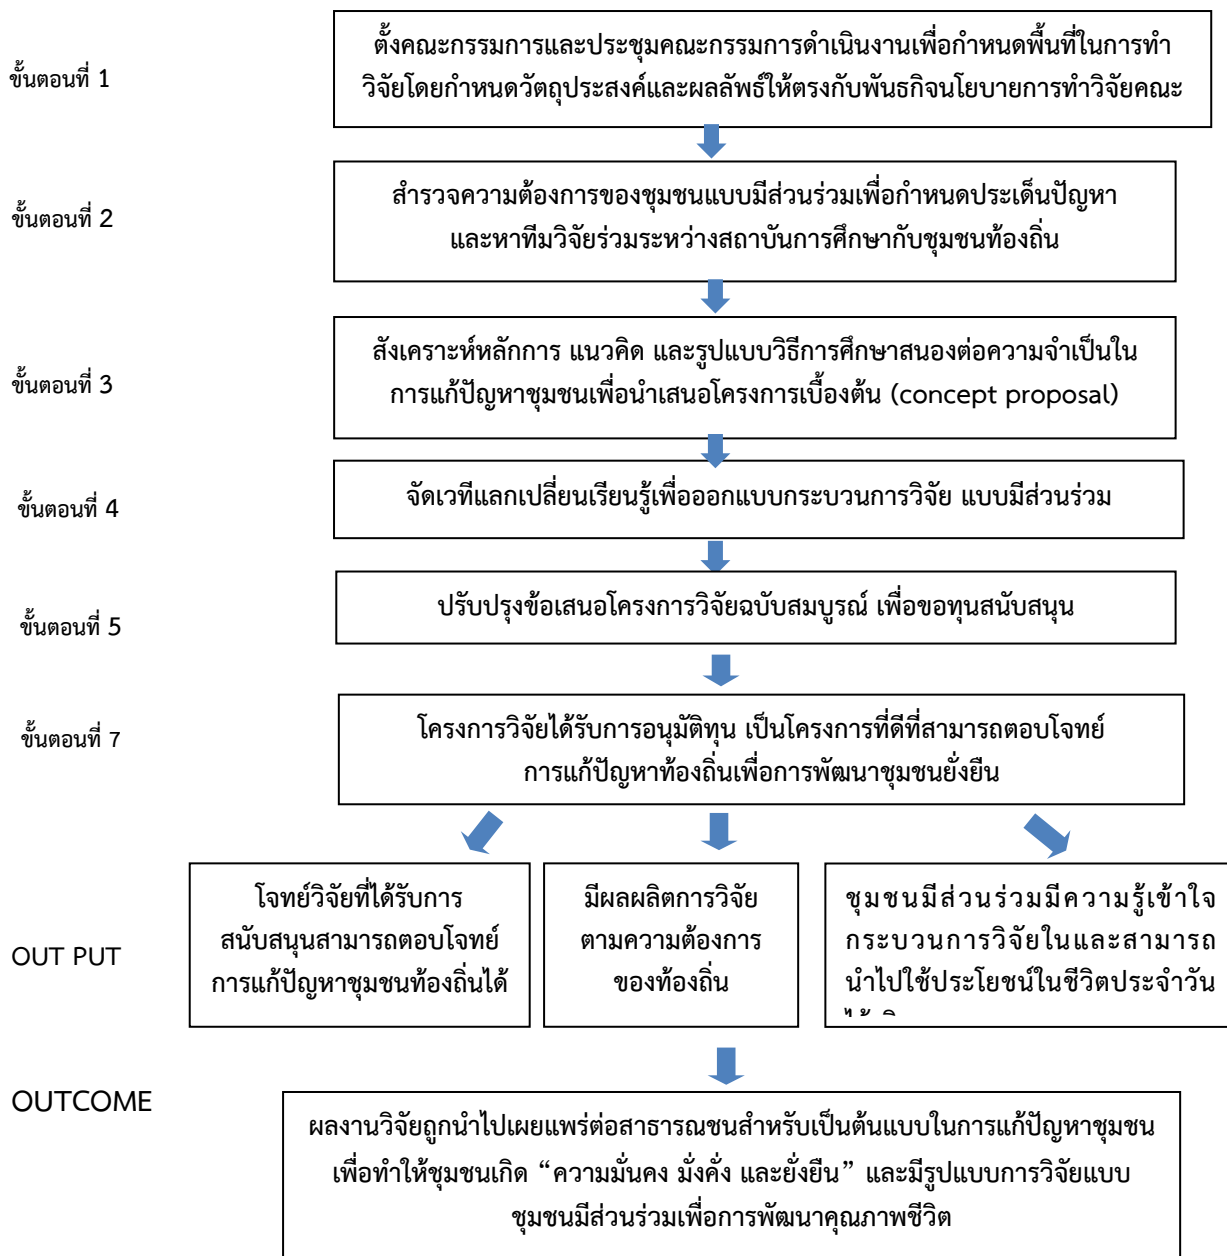 ขั้นตอนที่ 1
ตั้งคณะกรรมการและประชุมคณะกรรมการดำเนินงานเพื่อกำหนดพื้นที่ในการทำ
วิจัยโดยกำหนดวัตถุประสงค์และผลลัพธ์ให้ตรงกับพันธกิจนโยบายการทำวิจัยคณะ
ขั้นตอนที่ 2
สำรวจความต้องการของชุมชนแบบมีส่วนร่วมเพื่อกำหนดประเด็นปัญหา
และหาทีมวิจัยร่วมระหว่างสถาบันการศึกษากับชุมชนท้องถิ่น
ขั้นตอนที่ 3
สังเคราะห์หลักการ แนวคิด และรูปแบบวิธีการศึกษาสนองต่อความจำเป็นใน
การแก้ปัญหาชุมชนเพื่อนำเสนอโครงการเบื้องต้น (concept proposal)
ขั้นตอนที่ 4
จัดเวทีแลกเปลี่ยนเรียนรู้เพื่อออกแบบกระบวนการวิจัย แบบมีส่วนร่วม
ขั้นตอนที่ 5
ปรับปรุงข้อเสนอโครงการวิจัยฉบับสมบูรณ์ เพื่อขอทุนสนับสนุน
ขั้นตอนที่ 7
โครงการวิจัยได้รับการอนุมัติทุน เป็นโครงการที่ดีที่สามารถตอบโจทย์
การแก้ปัญหาท้องถิ่นเพื่อการพัฒนาชุมชนยั่งยืน
OUT PUT
โจทย์วิจัยที่ได้รับการ
สนับสนุนสามารถตอบโจทย์
การแก้ปัญหาชุมชนท้องถิ่นได้
มีผลผลิตการวิจัย
ตามความต้องการ
ของท้องถิ่น
ชุมชนมีส่วนร่วมมีความรู้เข้าใจ
กระบวนการวิจัยในและสามารถ
นำไปใช้ประโยชน์ในชีวิตประจำวัน
OUTCOME
ผลงานวิจัยถูกนำไปเผยแพร่ต่อสาธารณชนสำหรับเป็นต้นแบบในการแก้ปัญหาชุมชน
เพื่อทำให้ชุมชนเกิด “ความมั่นคง มั่งคั่ง และยั่งยืน” และมีรูปแบบการวิจัยแบบ
ชุมชนมีส่วนร่วมเพื่อการพัฒนาคุณภาพชีวิต